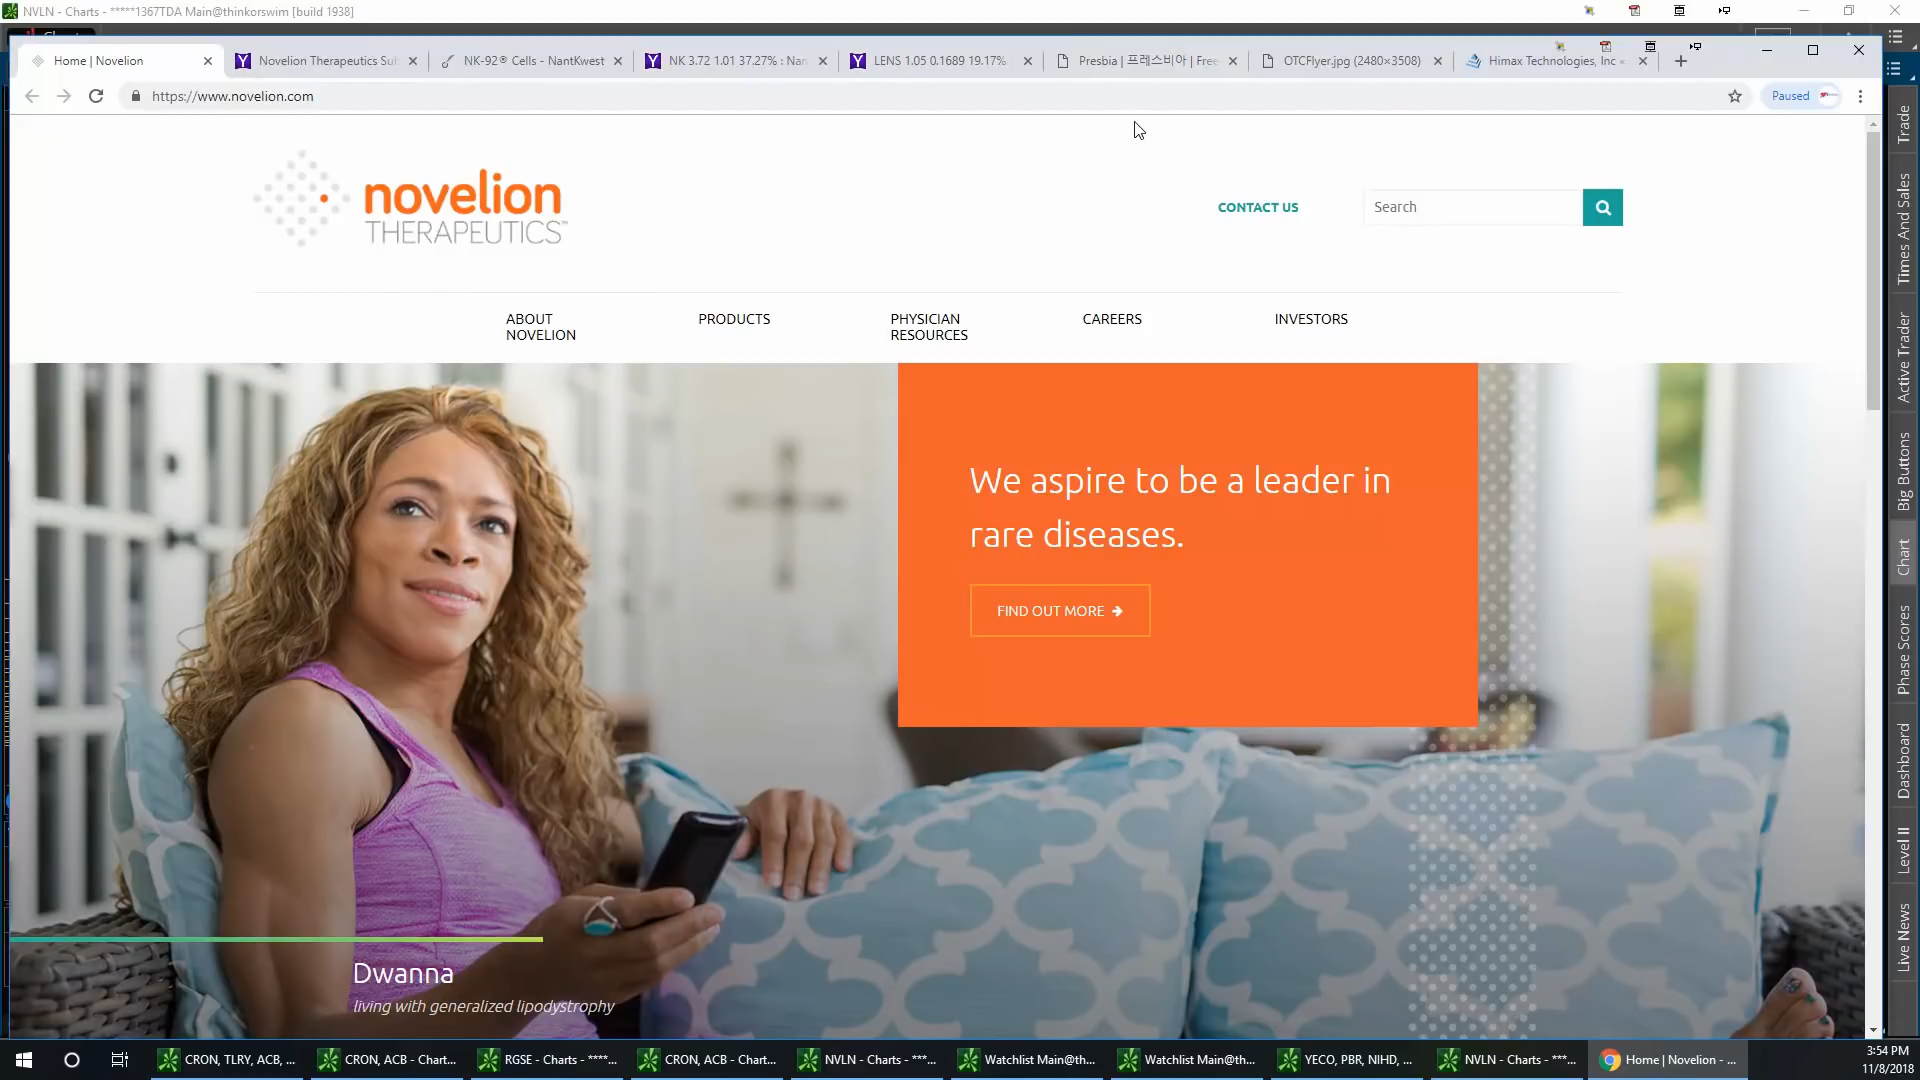 NVLN - Charts - *****1367TDA Main@thinkorswim [build 1938]
Home | Novelion
Novelion Therapeutics Sul
NK-92® Cells - NantKwest
NK 3.72 1.01 37.27% : Nan
LENS 1.05 0.1689 19.17%
Presbia | 프레스비아 | Free
OTCFlyer.jpg (2480×3508)
Himax Technologies, Inc «
https://www.novelion.com
Paused
novelion
THERAPEUTICS
CONTACT US
Search
ABOUT
NOVELION
PRODUCTS
PHYSICIAN
RESOURCES
CAREERS
INVESTORS
We aspire to be a leader in
rare diseases.
FIND OUT MORE
Dwanna
living with generalized lipodystrophy
Trade
Times And Sales
Active Trader
Big Buttons
Chart
Phase Scores
Dashboard
Level II
Live News
CRON, TLRY, ACB, ...
CRON, ACB - Chart...
RGSE - Charts - ****...
CRON, ACB - Chart...
NVLN - Charts - ***...
Watchlist Main@th...
Watchlist Main@th...
YECO, PBR, NIHD, ...
NVLN - Charts - ***...
Home | Novelion - ...
3:54 PM
11/8/2018